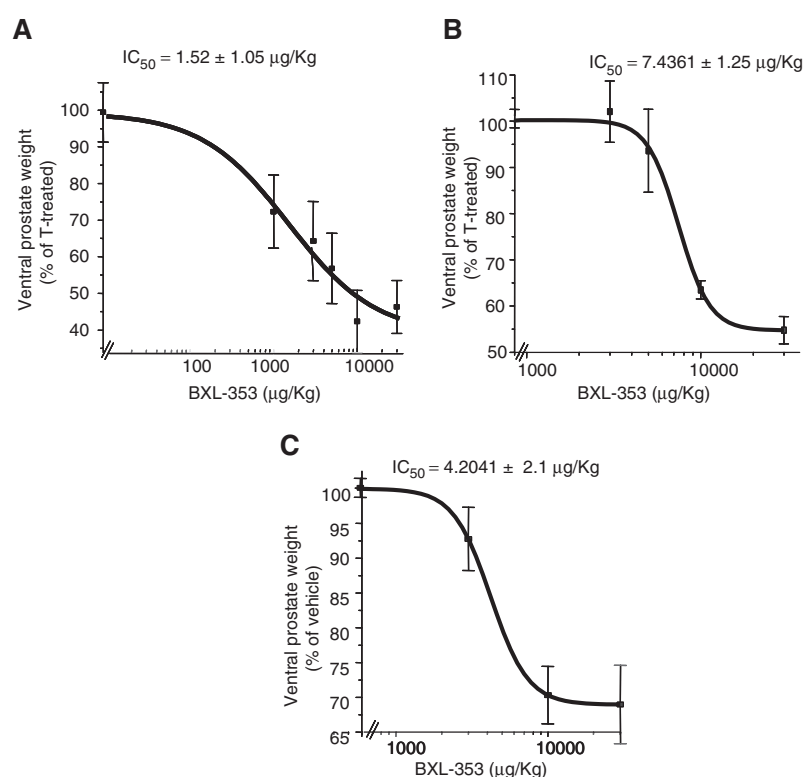 A
IC50 = 1.52 ± 1.05 µg/Kg
Ventral prostate weight
(% of T-treated)
100
90
80
70
60
50
40
100
1000
10000
BXL-353 (µg/Kg)
B
IC50 = 7.4361 ± 1.25 µg/Kg
Ventral prostate weight
(% of T-treated)
110
100
90
80
70
60
50
1000
10000
BXL-353 (µg/Kg)
C
IC50 = 4.2041 ± 2.1 µg/Kg
Ventral prostate weight
(% of vehicle)
100
95
90
85
80
75
70
65
1000
10000
BXL-353 (µg/Kg)